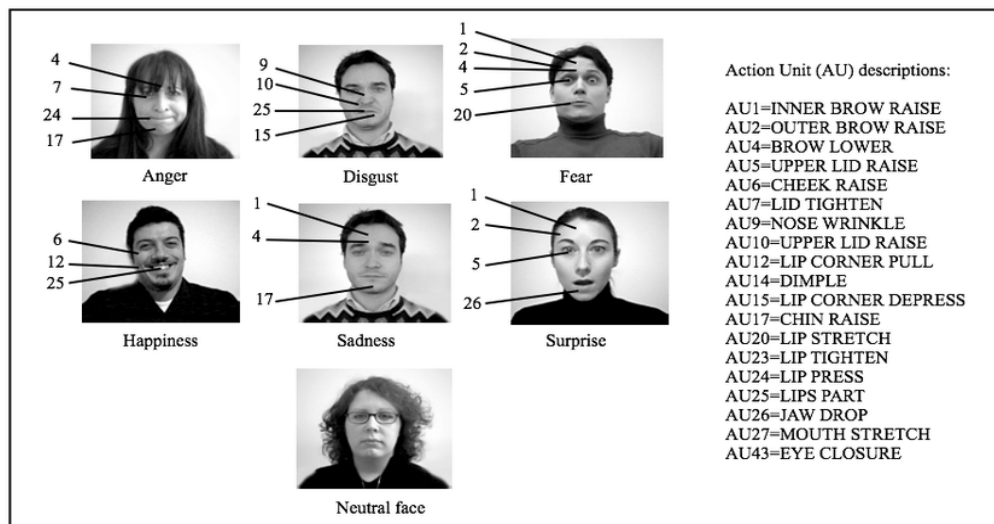 4
7
24
17
Anger
9
10
25
15
Disgust
1
2
4
5
20
Fear
6
12
25
Happiness
1
4
17
Sadness
1
2
5
26
Surprise
Neutral face
Action Unit (AU) descriptions:
AU1=INNER BROW RAISE
AU2=OUTER BROW RAISE
AU4=BROW LOWER
AU5=UPPER LID RAISE
AU6=CHEEK RAISE
AU7=LID TIGHTEN
AU9=NOSE WRINKLE
AU10=UPPER LID RAISE
AU12=LIP CORNER PULL
AU14=DIMPLE
AU15=LIP CORNER DEPRESS
AU17=CHIN RAISE
AU20=LIP STRETCH
AU23=LIP TIGHTEN
AU24=LIP PRESS
AU25=LIPS PART
AU26=JAW DROP
AU27=MOUTH STRETCH
AU43=EYE CLOSURE